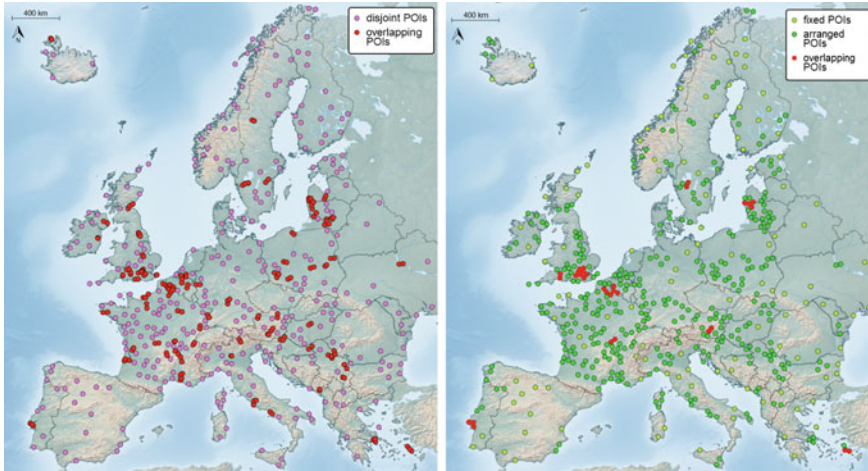 400 km
N
disjoint POIs
overlapping
POIs
400 km
N
fixed POIs
arranged
POIs
overlapping
POIs